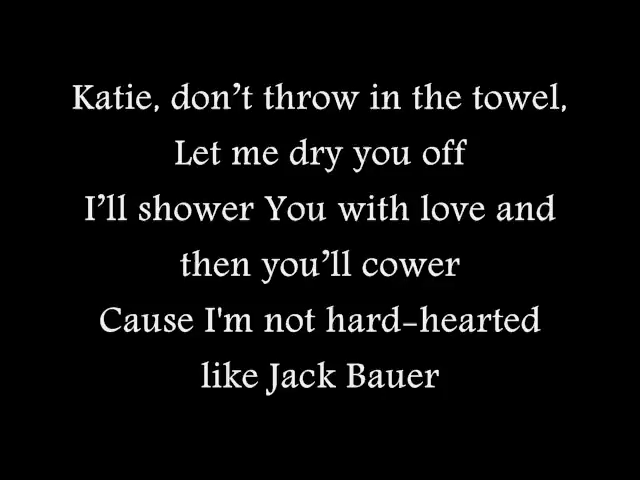 Katie, don’t throw in the towel,
Let me dry you off
I’ll shower You with love and
then you’ll cower
Cause I'm not hard-hearted
like Jack Bauer